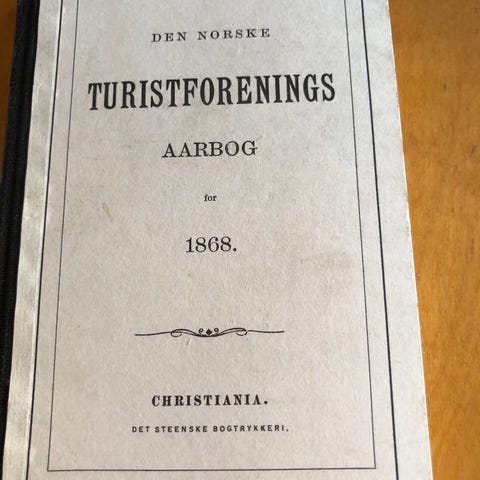 DEN NORSKE
TURISTFORENINGS
AARBOG
for
1868.
CHRISTIANIA.
DET STEENSKE BOGTRYKKERI.